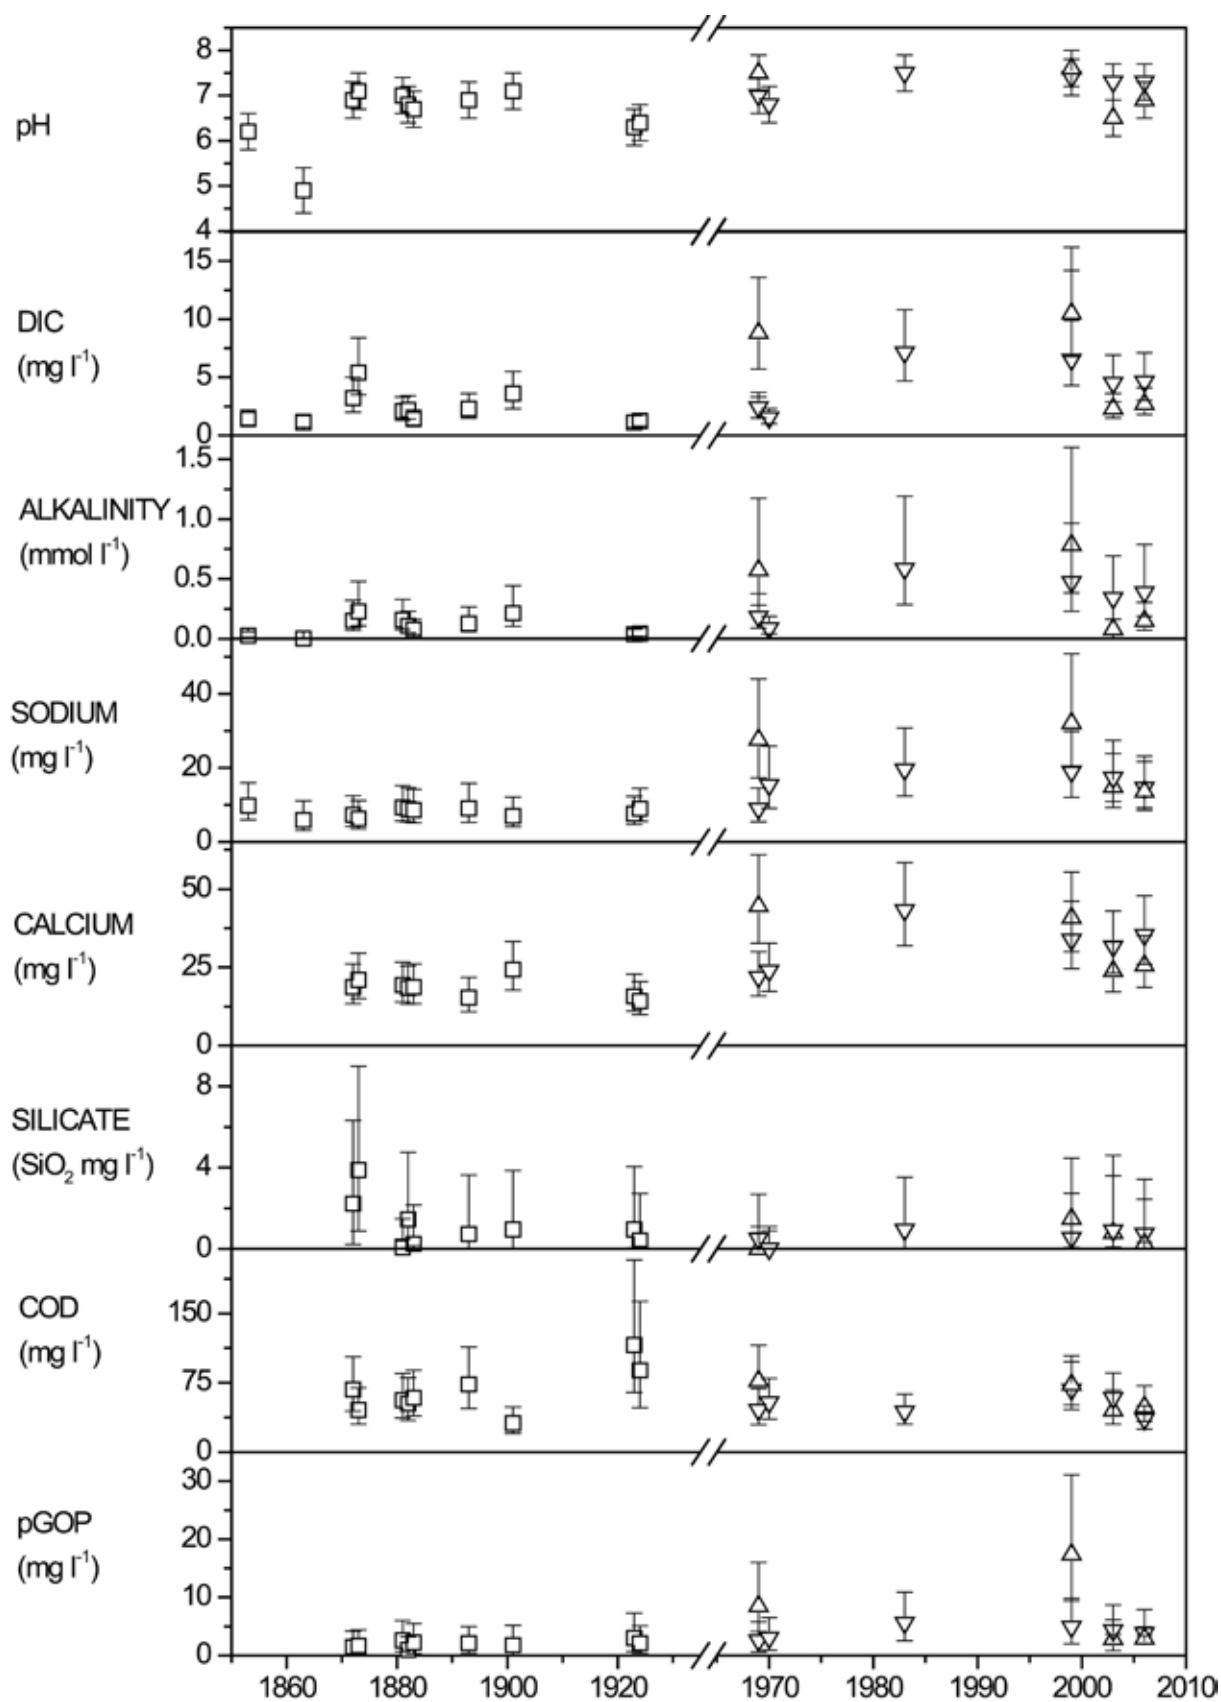 pH
8
7
6
5
4
DIC
(mg l⁻¹)
15
10
5
0
ALKALINITY
(mmol l⁻¹)
1.5
1.0
0.5
0.0
SODIUM
(mg l⁻¹)
40
20
0
CALCIUM
(mg l⁻¹)
50
25
0
SILICATE
(SiO₂ mg l⁻¹)
8
4
0
COD
(mg l⁻¹)
150
75
0
pGOP
(mg l⁻¹)
30
20
10
0
1860 1880 1900 1920 1970 1980 1990 2000 2010